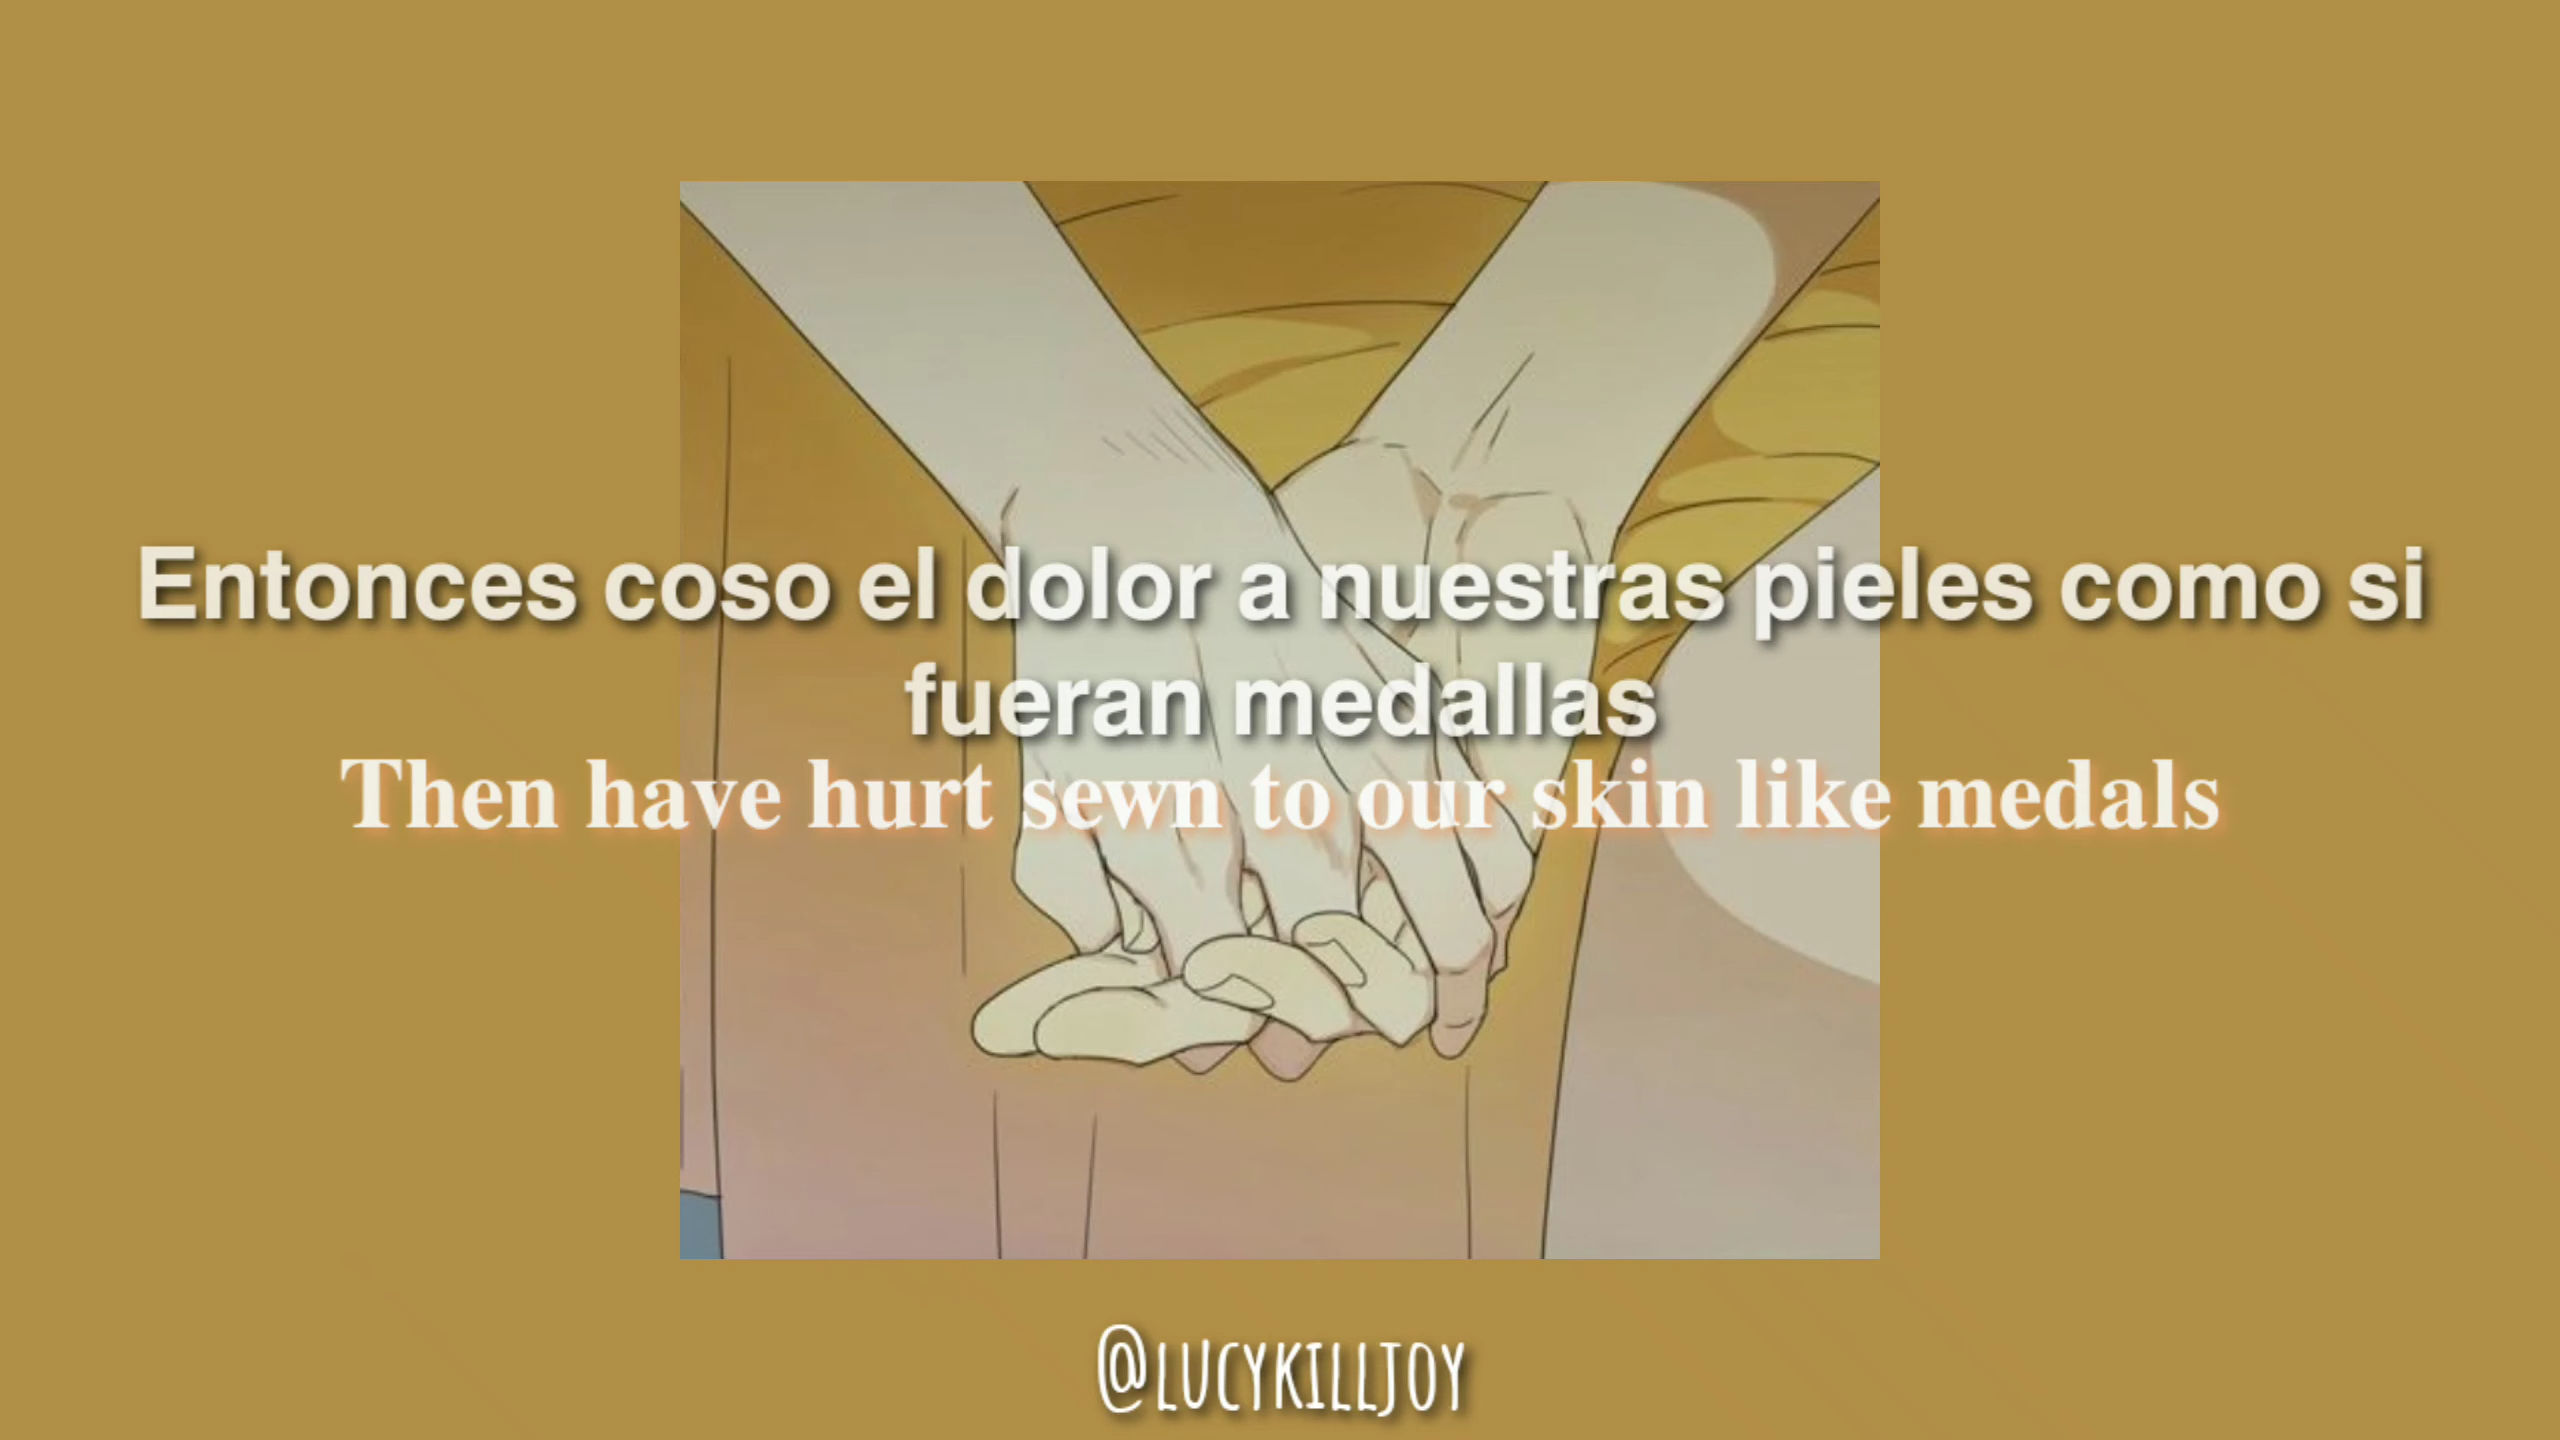 Entonces coso el dolor a nuestras pieles como si
fueran medallas
Then have hurt sewn to our skin like medals
@LUCYKILLJOY